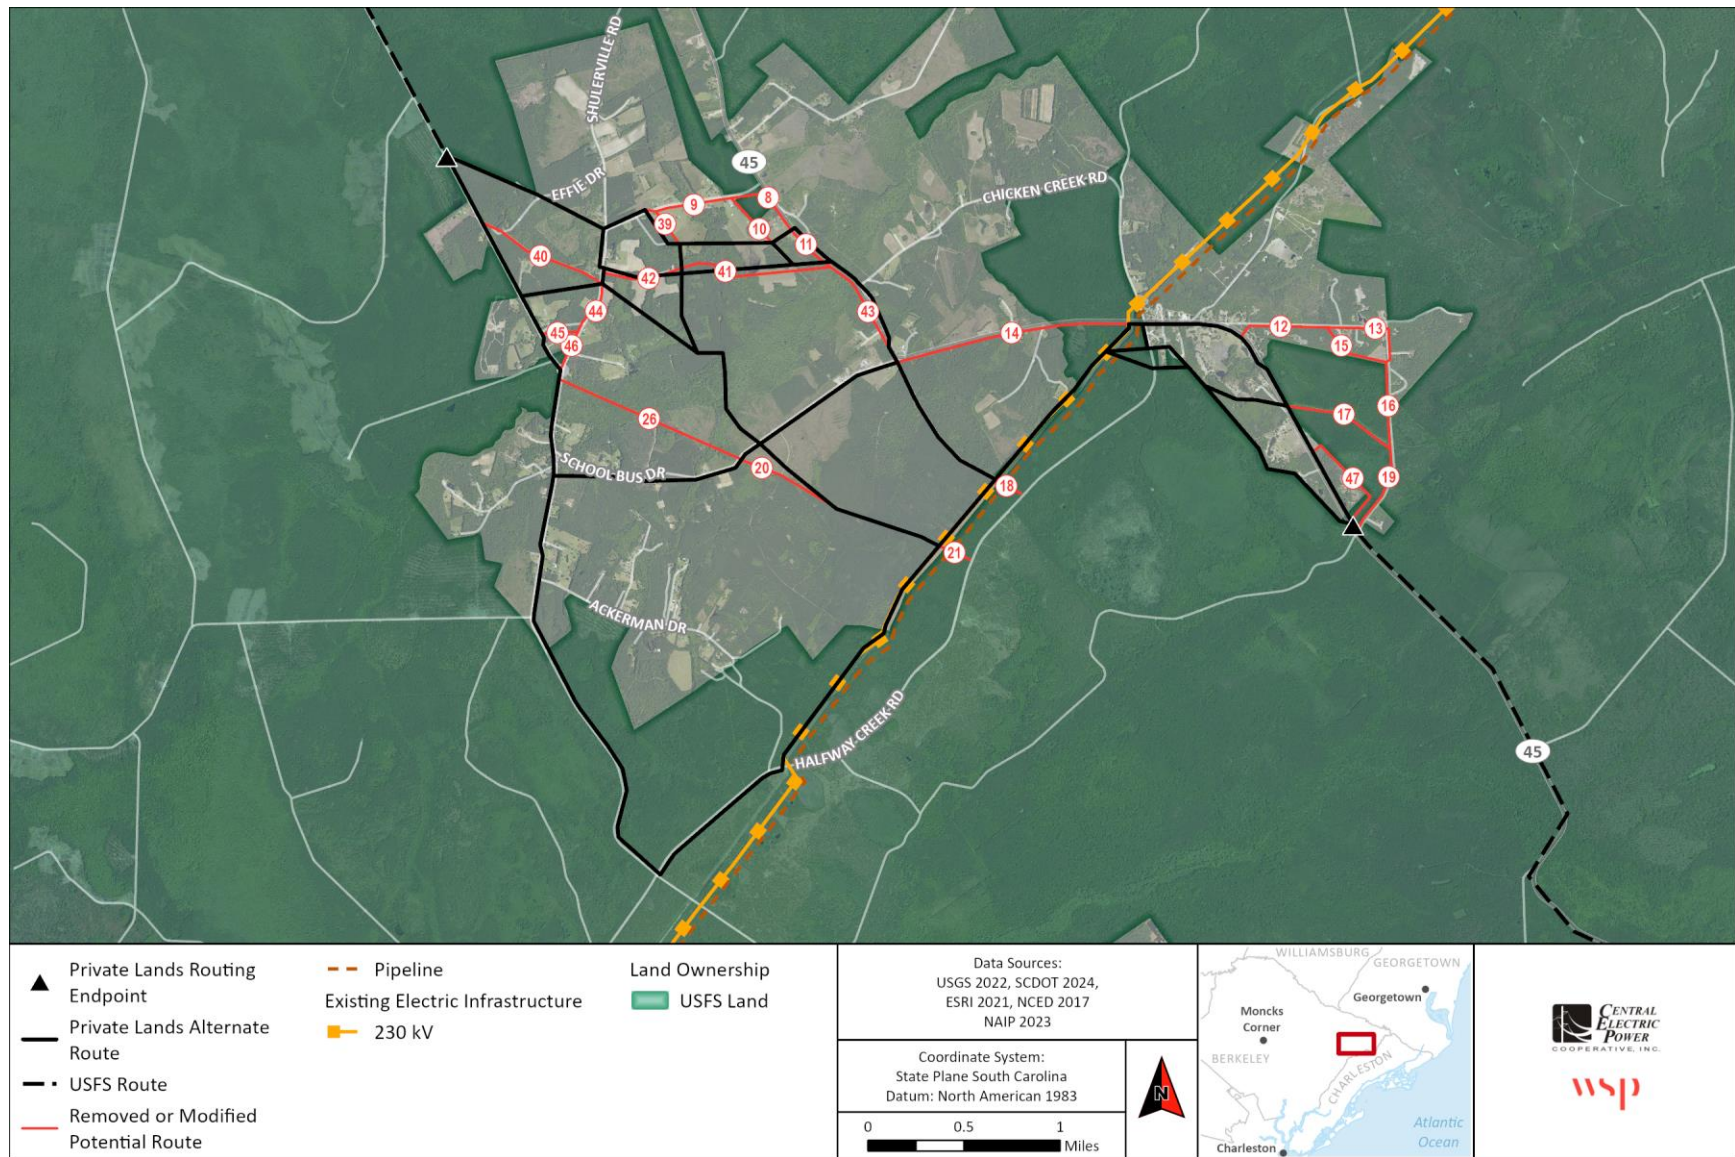 SHULERVILLE RD
45
EFFIE DR
CHICKEN CREEK RD
8
9
39
10
11
40
42
41
43
44
45
46
14
12
13
15
16
17
26
20
SCHOOL BUS DR
18
47
19
21
ACKERMAN DR
HALFWAY CREEK RD
45
Private Lands Routing
Endpoint
Private Lands Alternate
Route
USFS Route
Removed or Modified
Potential Route
Pipeline
Existing Electric Infrastructure
230 kV
Land Ownership
USFS Land
Data Sources:
USGS 2022, SCDOT 2024,
ESRI 2021, NCED 2017
NAIP 2023
Coordinate System:
State Plane South Carolina
Datum: North American 1983
0 0.5 1
Miles
N
WILLIAMSBURG
GEORGETOWN
Georgetown
Moncks
Corner
BERKELEY
CHARLESTON
Atlantic
Ocean
Charleston
CENTRAL
ELECTRIC
POWER
COOPERATIVE, INC.
wsp